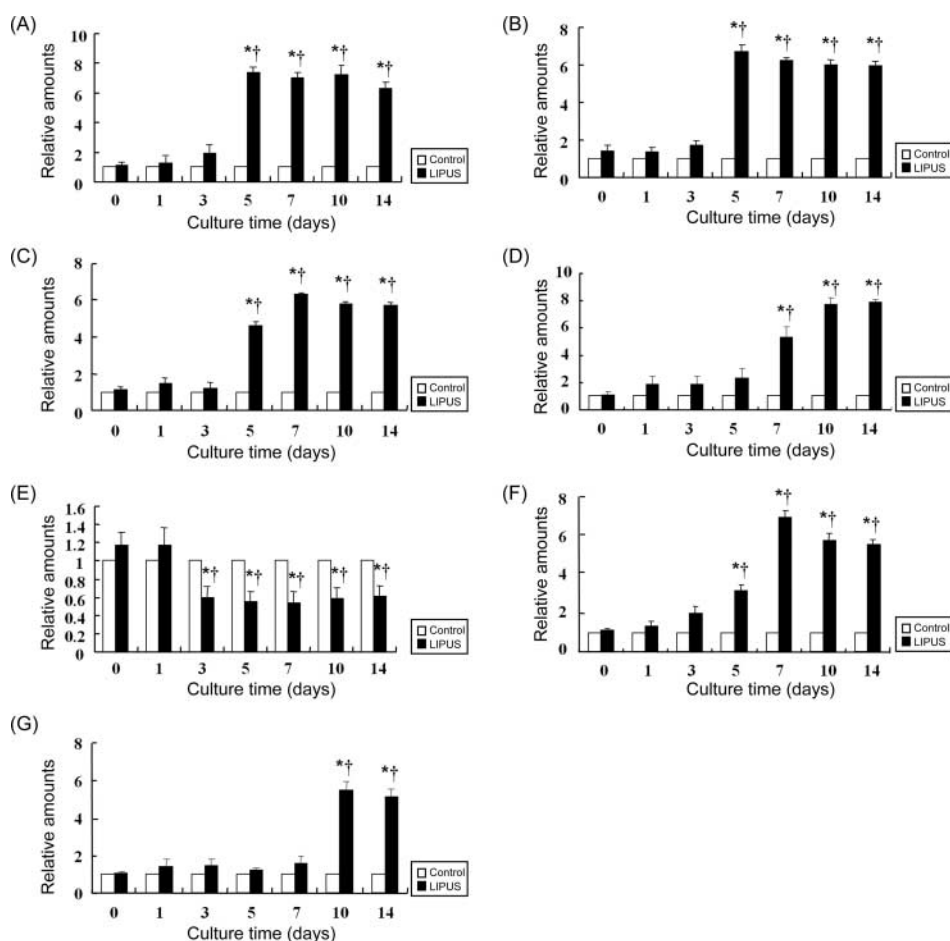 (A)
Relative amounts
10
8
6
4
2
0
*† *† *† *†
0 1 3 5 7 10 14
Culture time (days)
Control
LIPUS
(B)
Relative amounts
8
6
4
2
0
*† *† *† *†
0 1 3 5 7 10 14
Culture time (days)
Control
LIPUS
(C)
Relative amounts
8
6
4
2
0
*† *† *† *†
0 1 3 5 7 10 14
Culture time (days)
Control
LIPUS
(D)
Relative amounts
10
8
6
4
2
0
*† *† *†
0 1 3 5 7 10 14
Culture time (days)
Control
LIPUS
(E)
Relative amounts
1.6
1.4
1.2
1.0
0.8
0.6
0.4
0.2
0
*† *† *† *† *†
0 1 3 5 7 10 14
Culture time (days)
Control
LIPUS
(F)
Relative amounts
8
6
4
2
0
*† *† *† *†
0 1 3 5 7 10 14
Culture time (days)
Control
LIPUS
(G)
Relative amounts
8
6
4
2
0
*† *†
0 1 3 5 7 10 14
Culture time (days)
Control
LIPUS